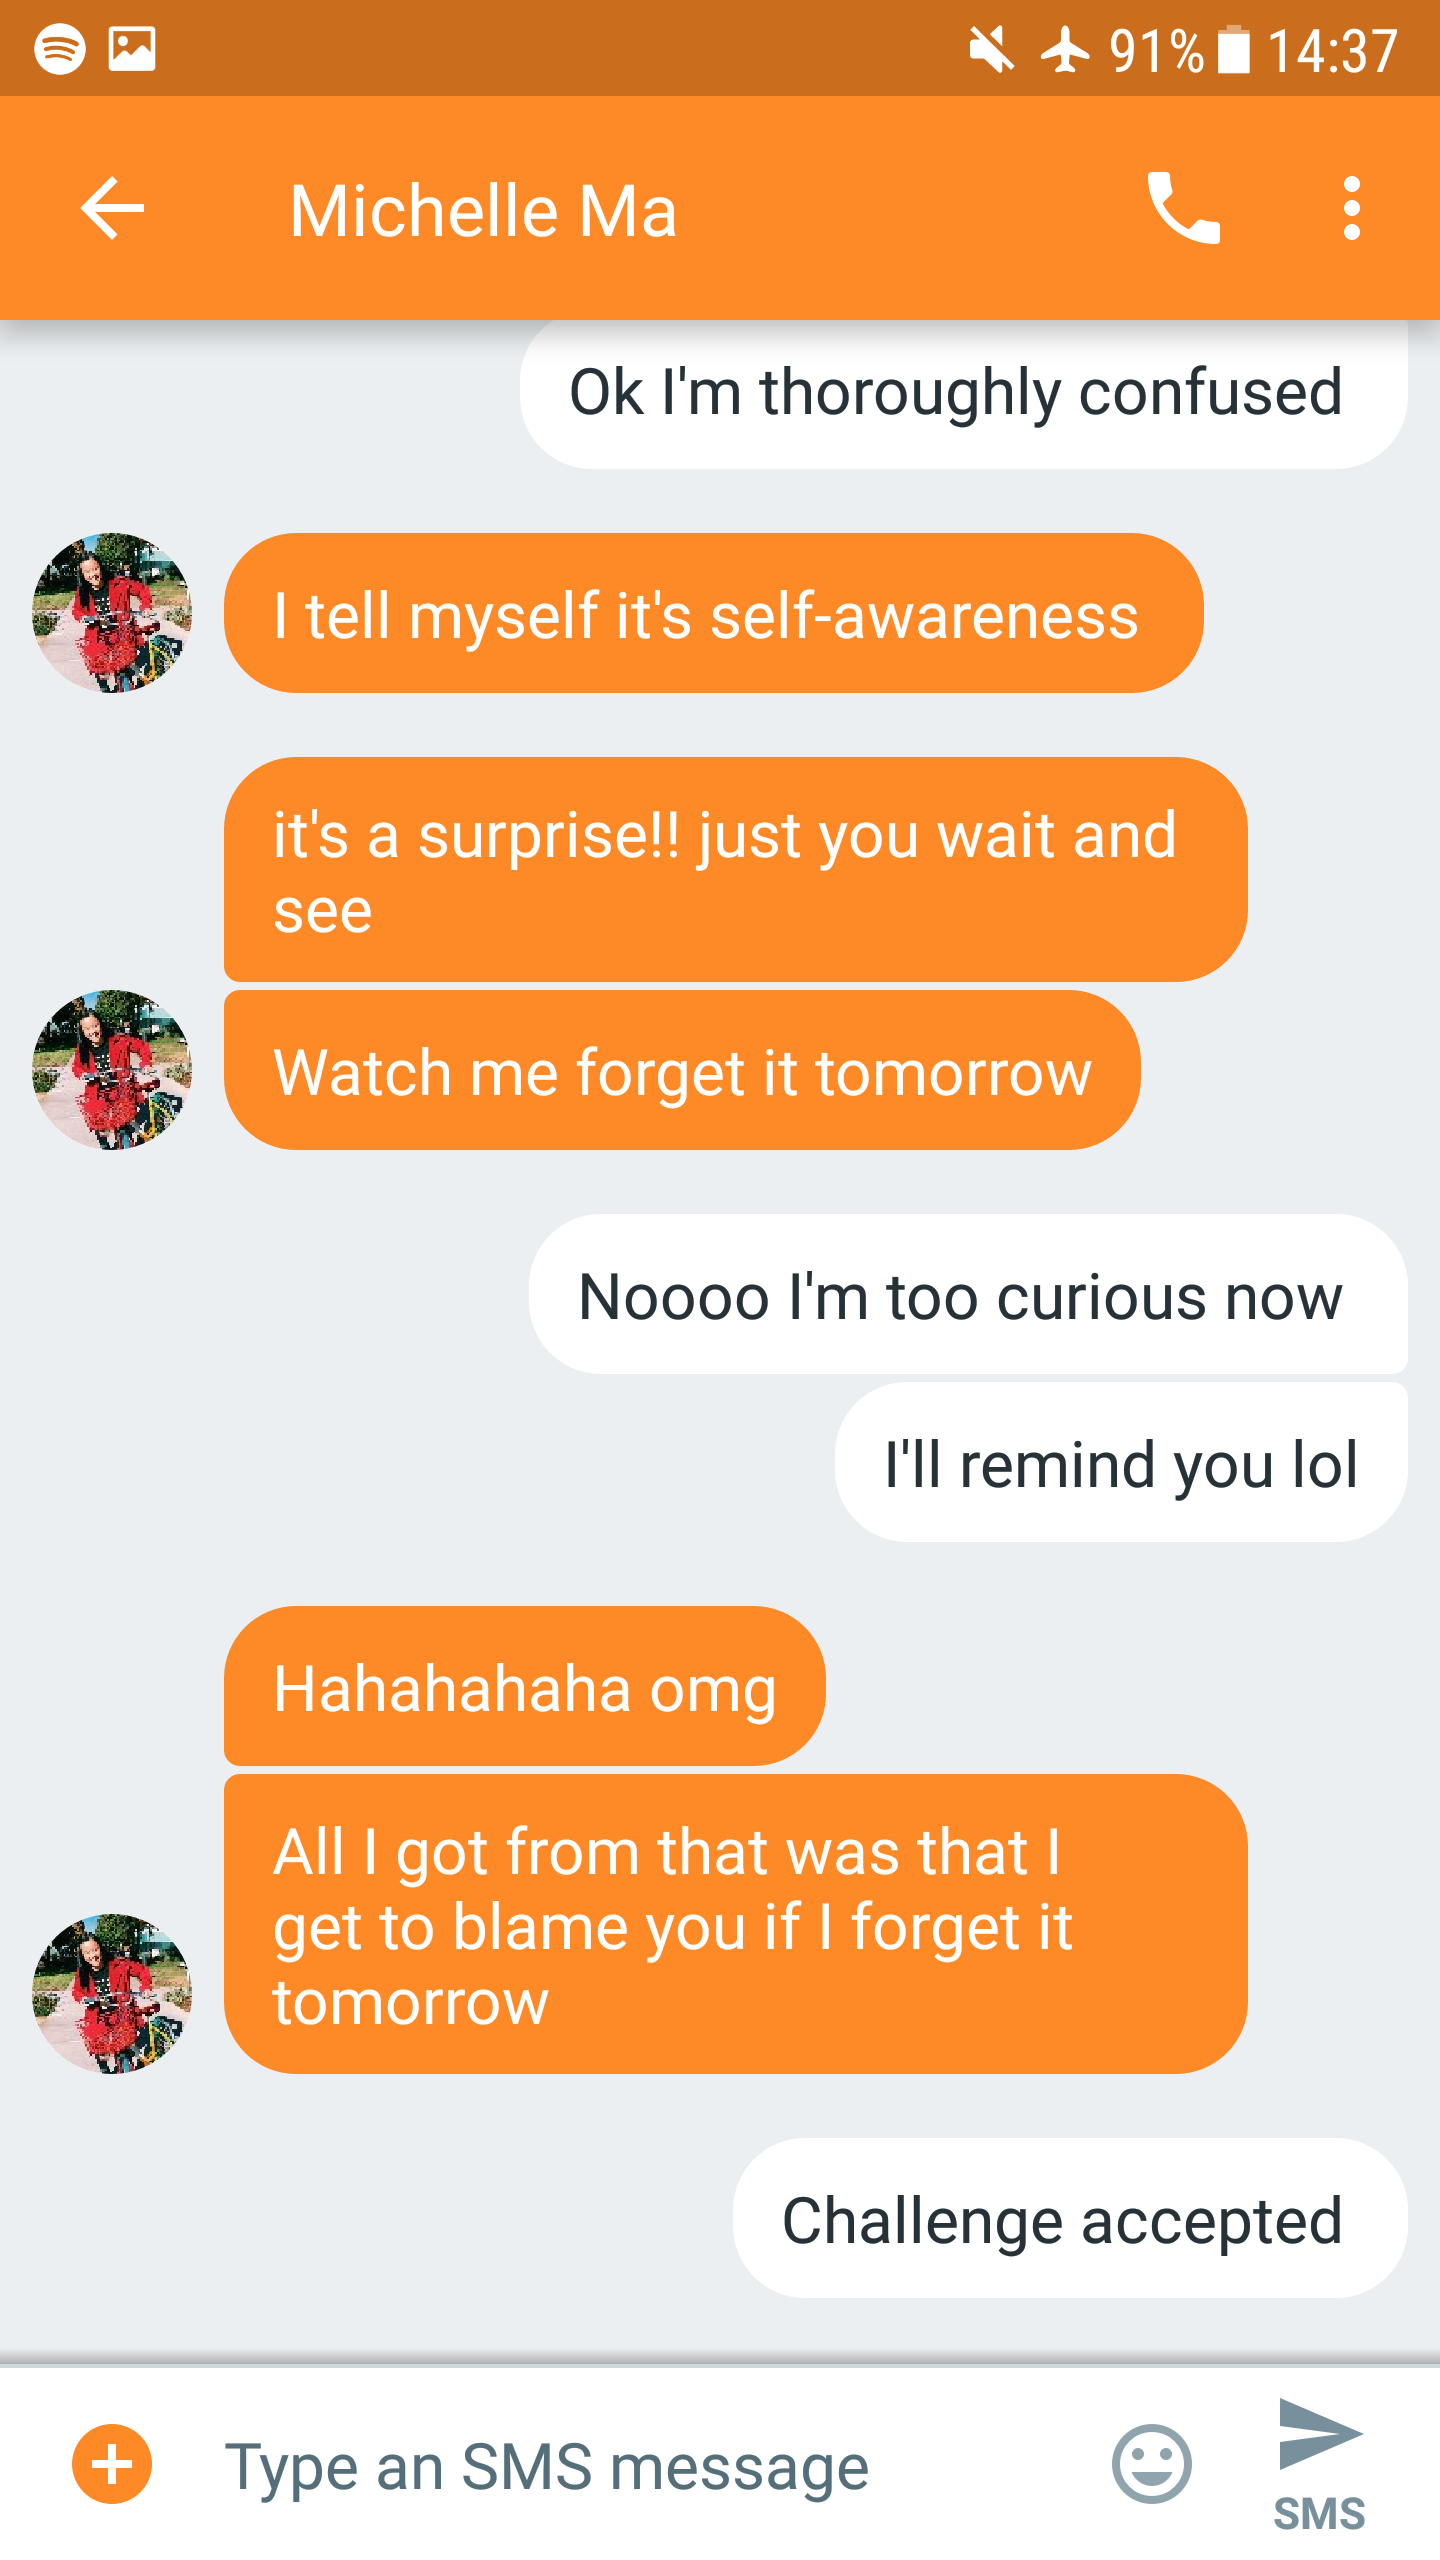 91% 14:37
Michelle Ma
Ok I'm thoroughly confused
I tell myself it's self-awareness
it's a surprise!! just you wait and
see
Watch me forget it tomorrow
Noooo I'm too curious now
I'll remind you lol
Hahahahaha omg
All I got from that was that I
get to blame you if I forget it
tomorrow
Challenge accepted
Type an SMS message
SMS